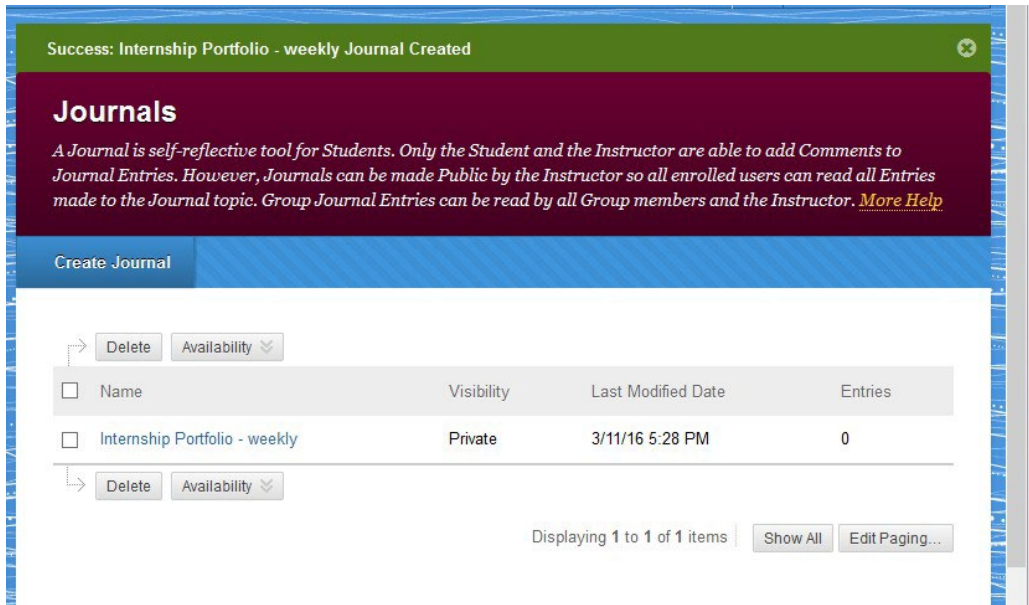 Success: Internship Portfolio - weekly Journal Created
Journals
A Journal is self-reflective tool for Students. Only the Student and the Instructor are able to add Comments to
Journal Entries. However, Journals can be made Public by the Instructor so all enrolled users can read all Entries
made to the Journal topic. Group Journal Entries can be read by all Group members and the Instructor. More Help
Create Journal
Delete Availability
Name Visibility Last Modified Date Entries
Internship Portfolio - weekly Private 3/11/16 5:28 PM 0
Delete Availability
Displaying 1 to 1 of 1 items Show All Edit Paging...